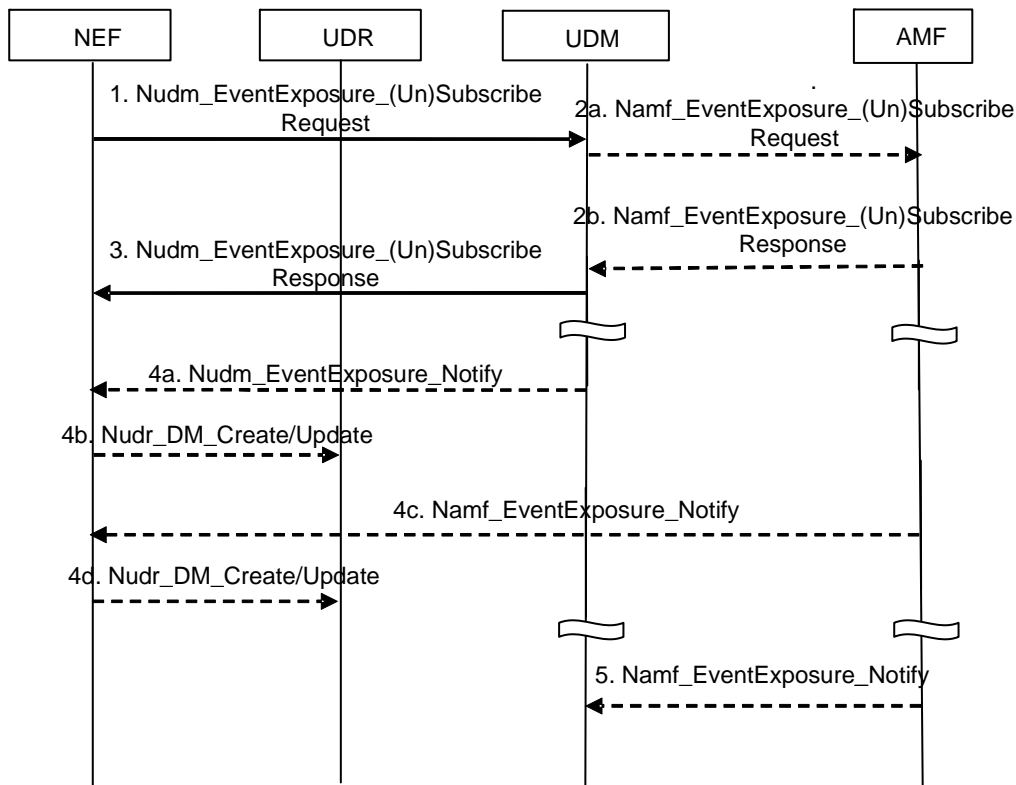 NEF
UDR
UDM
AMF
1. Nudm_EventExposure_(Un)Subscribe
Request
.
2a. Namf_EventExposure_(Un)Subscribe
Request
2b. Namf_EventExposure_(Un)Subscribe
Response
3. Nudm_EventExposure_(Un)Subscribe
Response
4a. Nudm_EventExposure_Notify
4b. Nudr_DM_Create/Update
4c. Namf_EventExposure_Notify
4d. Nudr_DM_Create/Update
5. Namf_EventExposure_Notify